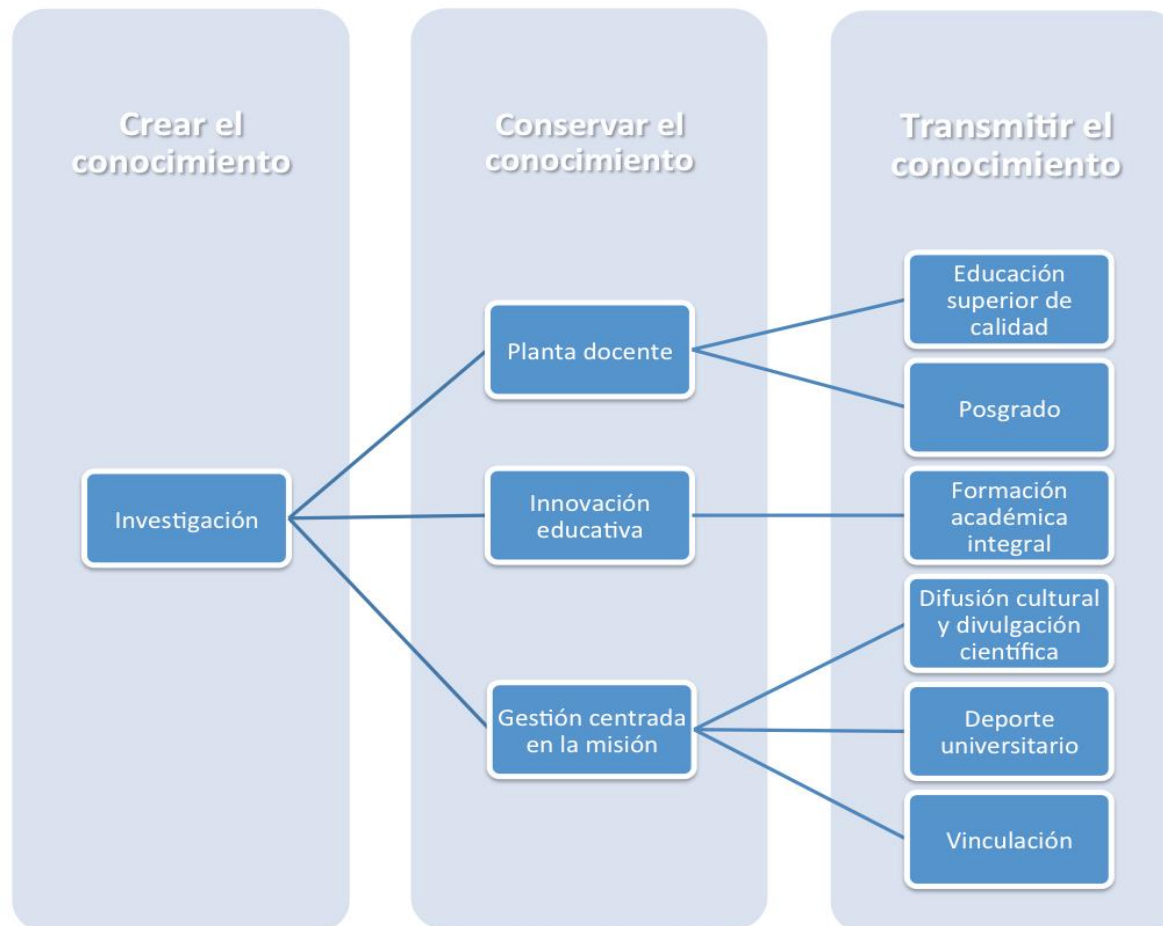 Crear el
conocimiento
Conservar el
conocimiento
Transmitir el
conocimiento
Investigación
Planta docente
Innovación
educativa
Gestión centrada
en la misión
Educación
superior de
calidad
Posgrado
Formación
académica
integral
Difusión cultural
y divulgación
científica
Deporte
universitario
Vinculación